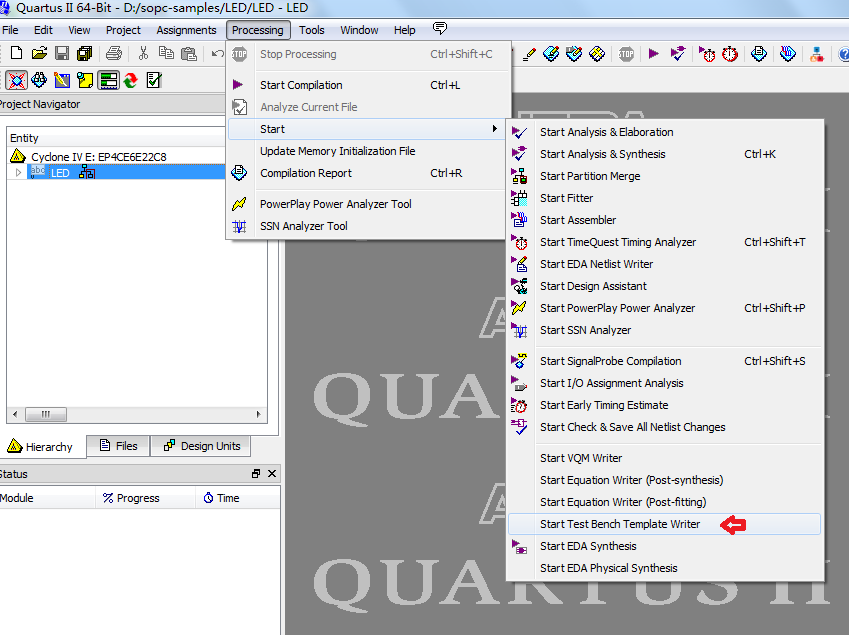 Quartus II 64-Bit - D:/sopc-samples/LED/LED - LED
File Edit View Project Assignments Processing Tools Window Help
Stop Processing Ctrl+Shift+C
Start Compilation Ctrl+L
Analyze Current File
Start
Update Memory Initialization File
Compilation Report Ctrl+R
PowerPlay Power Analyzer Tool
SSN Analyzer Tool
Start Analysis & Elaboration
Start Analysis & Synthesis Ctrl+K
Start Partition Merge
Start Fitter
Start Assembler
Start TimeQuest Timing Analyzer Ctrl+Shift+T
Start EDA Netlist Writer
Start Design Assistant
Start PowerPlay Power Analyzer Ctrl+Shift+P
Start SSN Analyzer
Start SignalProbe Compilation Ctrl+Shift+S
Start I/O Assignment Analysis
Start Early Timing Estimate
Start Check & Save All Netlist Changes
Start VQM Writer
Start Equation Writer (Post-synthesis)
Start Equation Writer (Post-fitting)
Start Test Bench Template Writer
Start EDA Synthesis
Start EDA Physical Synthesis
Project Navigator
Entity
Cyclone IV E: EP4CE6E22C8
abc LED
Hierarchy Files Design Units
Status
Module % Progress Time
QUA
QUARTUS II